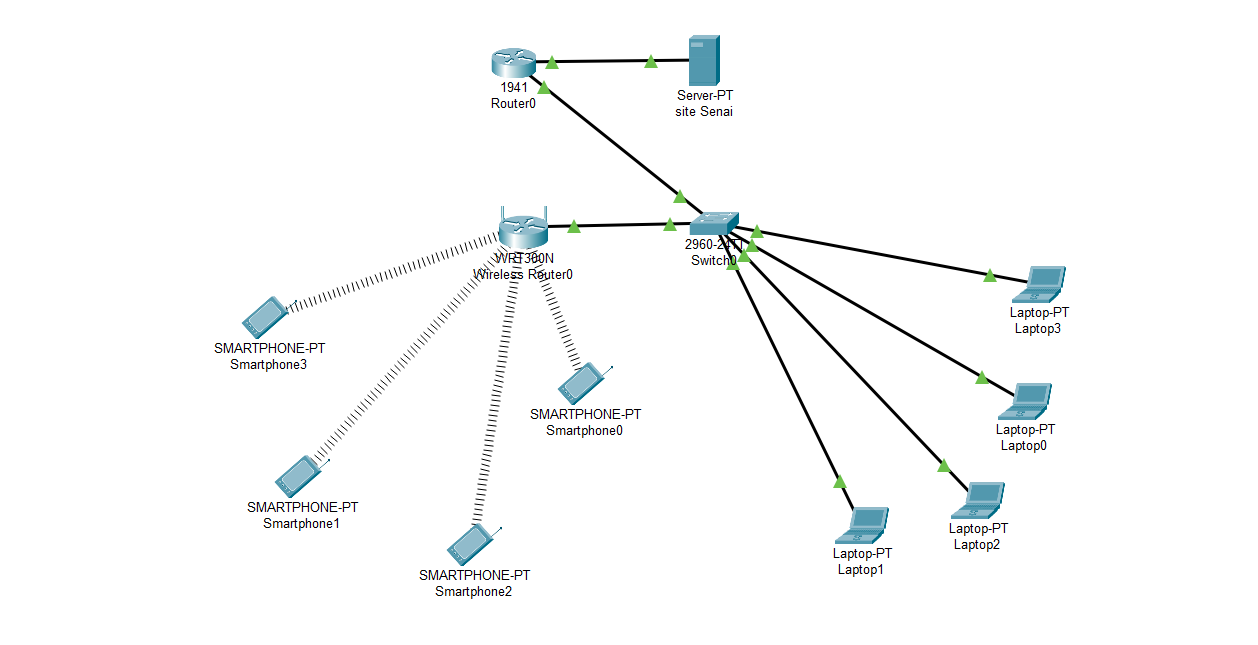 1941
Router0
Server-PT
site Senai
WRT300N
Wireless Router0
2960-24TT
Switch0
Laptop-PT
Laptop3
SMARTPHONE-PT
Smartphone3
Laptop-PT
Laptop0
SMARTPHONE-PT
Smartphone0
SMARTPHONE-PT
Smartphone1
Laptop-PT
Laptop2
Laptop-PT
Laptop1
SMARTPHONE-PT
Smartphone2